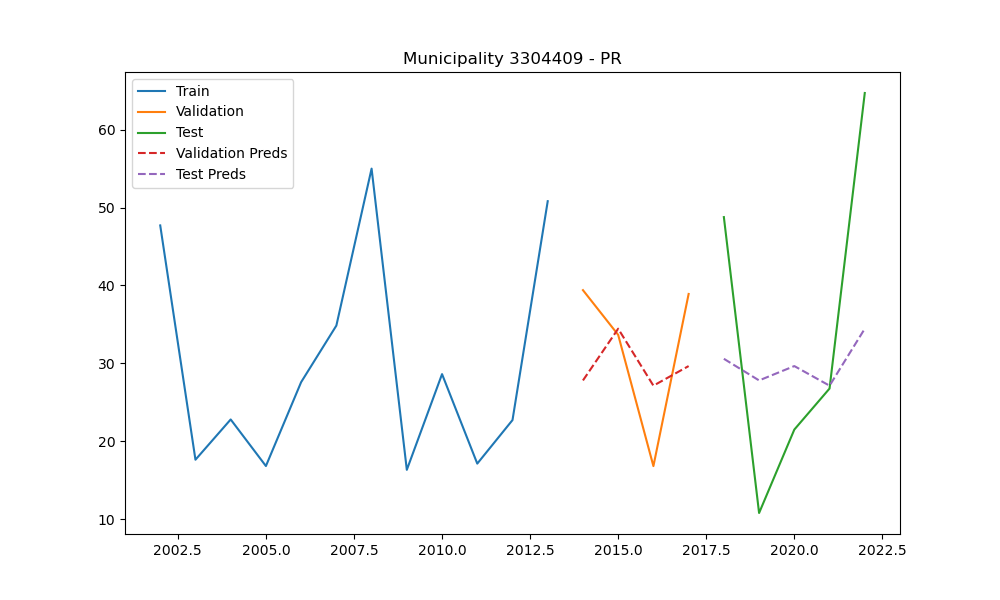 Municipality 3304409 - PR
Train
Validation
Test
Validation Preds
Test Preds
60
50
40
30
20
10
2002.5 2005.0 2007.5 2010.0 2012.5 2015.0 2017.5 2020.0 2022.5